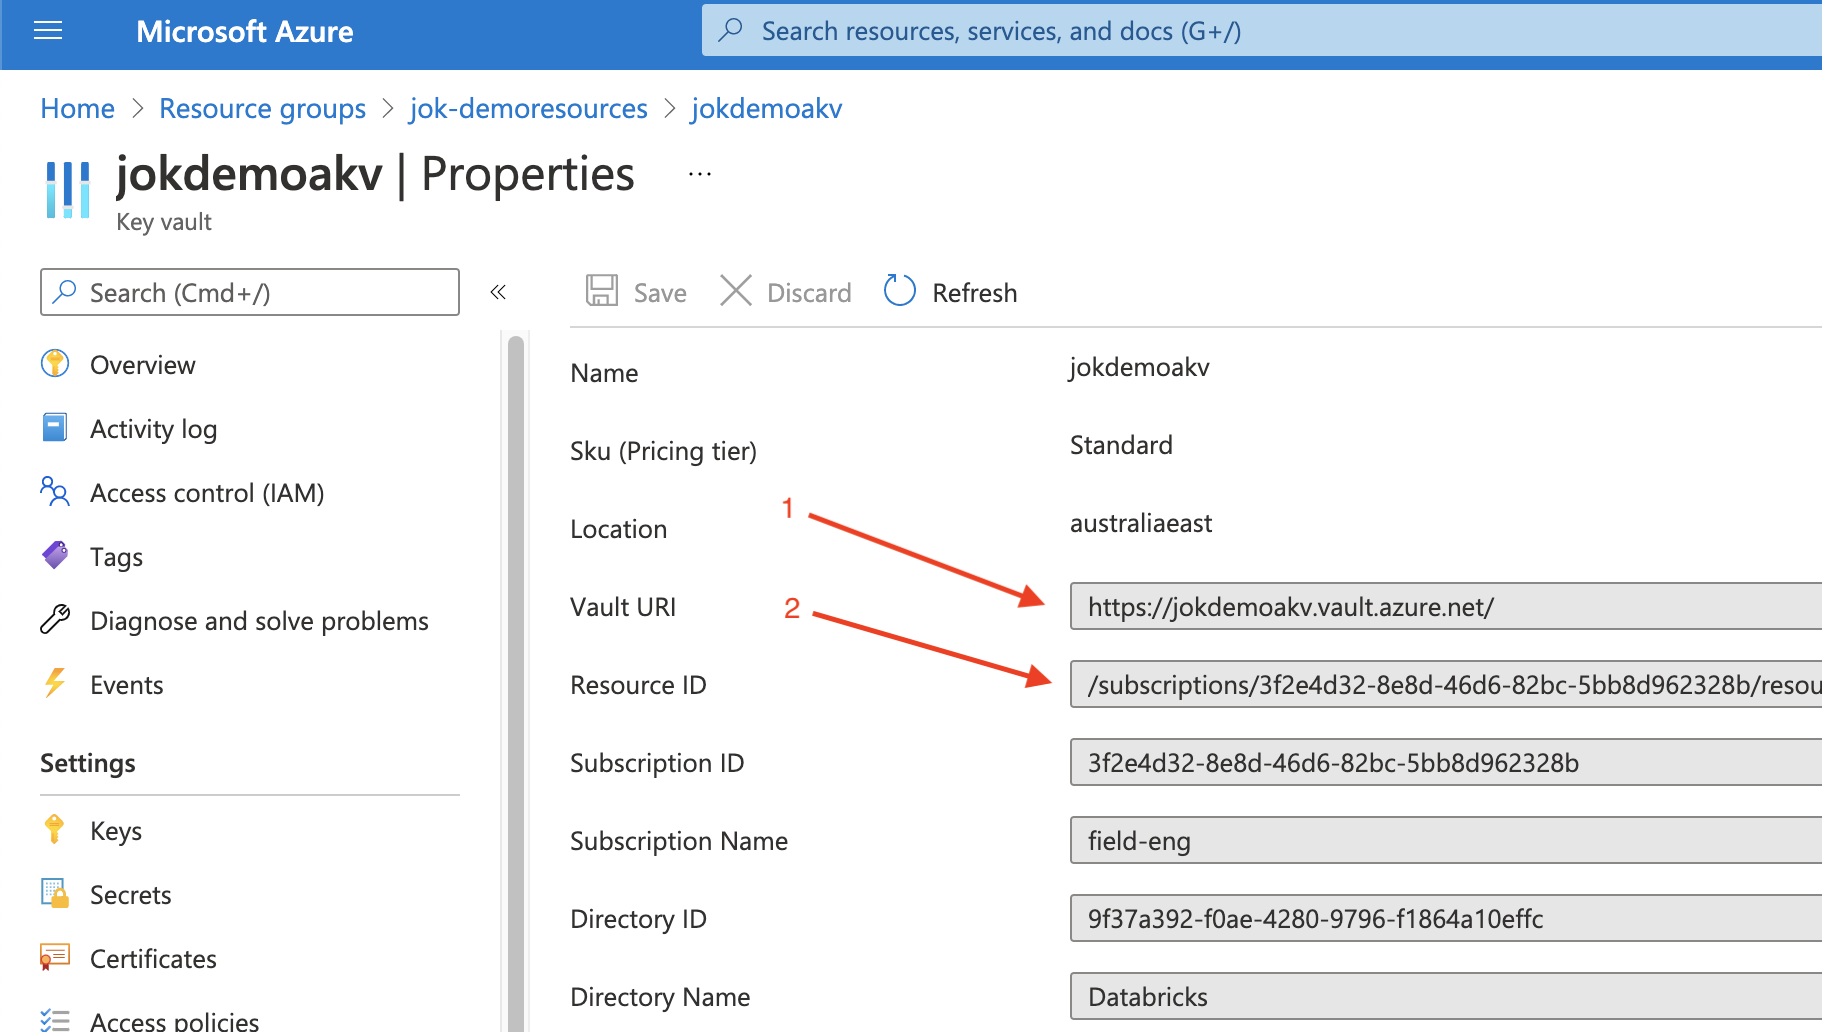 Microsoft Azure
Search resources, services, and docs (G+/)
Home > Resource groups > jok-demoresources > jokdemoakv
jokdemoakv | Properties ...
Key vault
Search (Cmd+/)
«
Overview
Activity log
Access control (IAM)
Tags
Diagnose and solve problems
Events
Settings
Keys
Secrets
Certificates
Access policies
Save Discard Refresh
Name jokdemoakv
Sku (Pricing tier) Standard
Location australiaeast
1
Vault URI https://jokdemoakv.vault.azure.net/
2
Resource ID /subscriptions/3f2e4d32-8e8d-46d6-82bc-5bb8d962328b/resou
Subscription ID 3f2e4d32-8e8d-46d6-82bc-5bb8d962328b
Subscription Name field-eng
Directory ID 9f37a392-f0ae-4280-9796-f1864a10effc
Directory Name Databricks